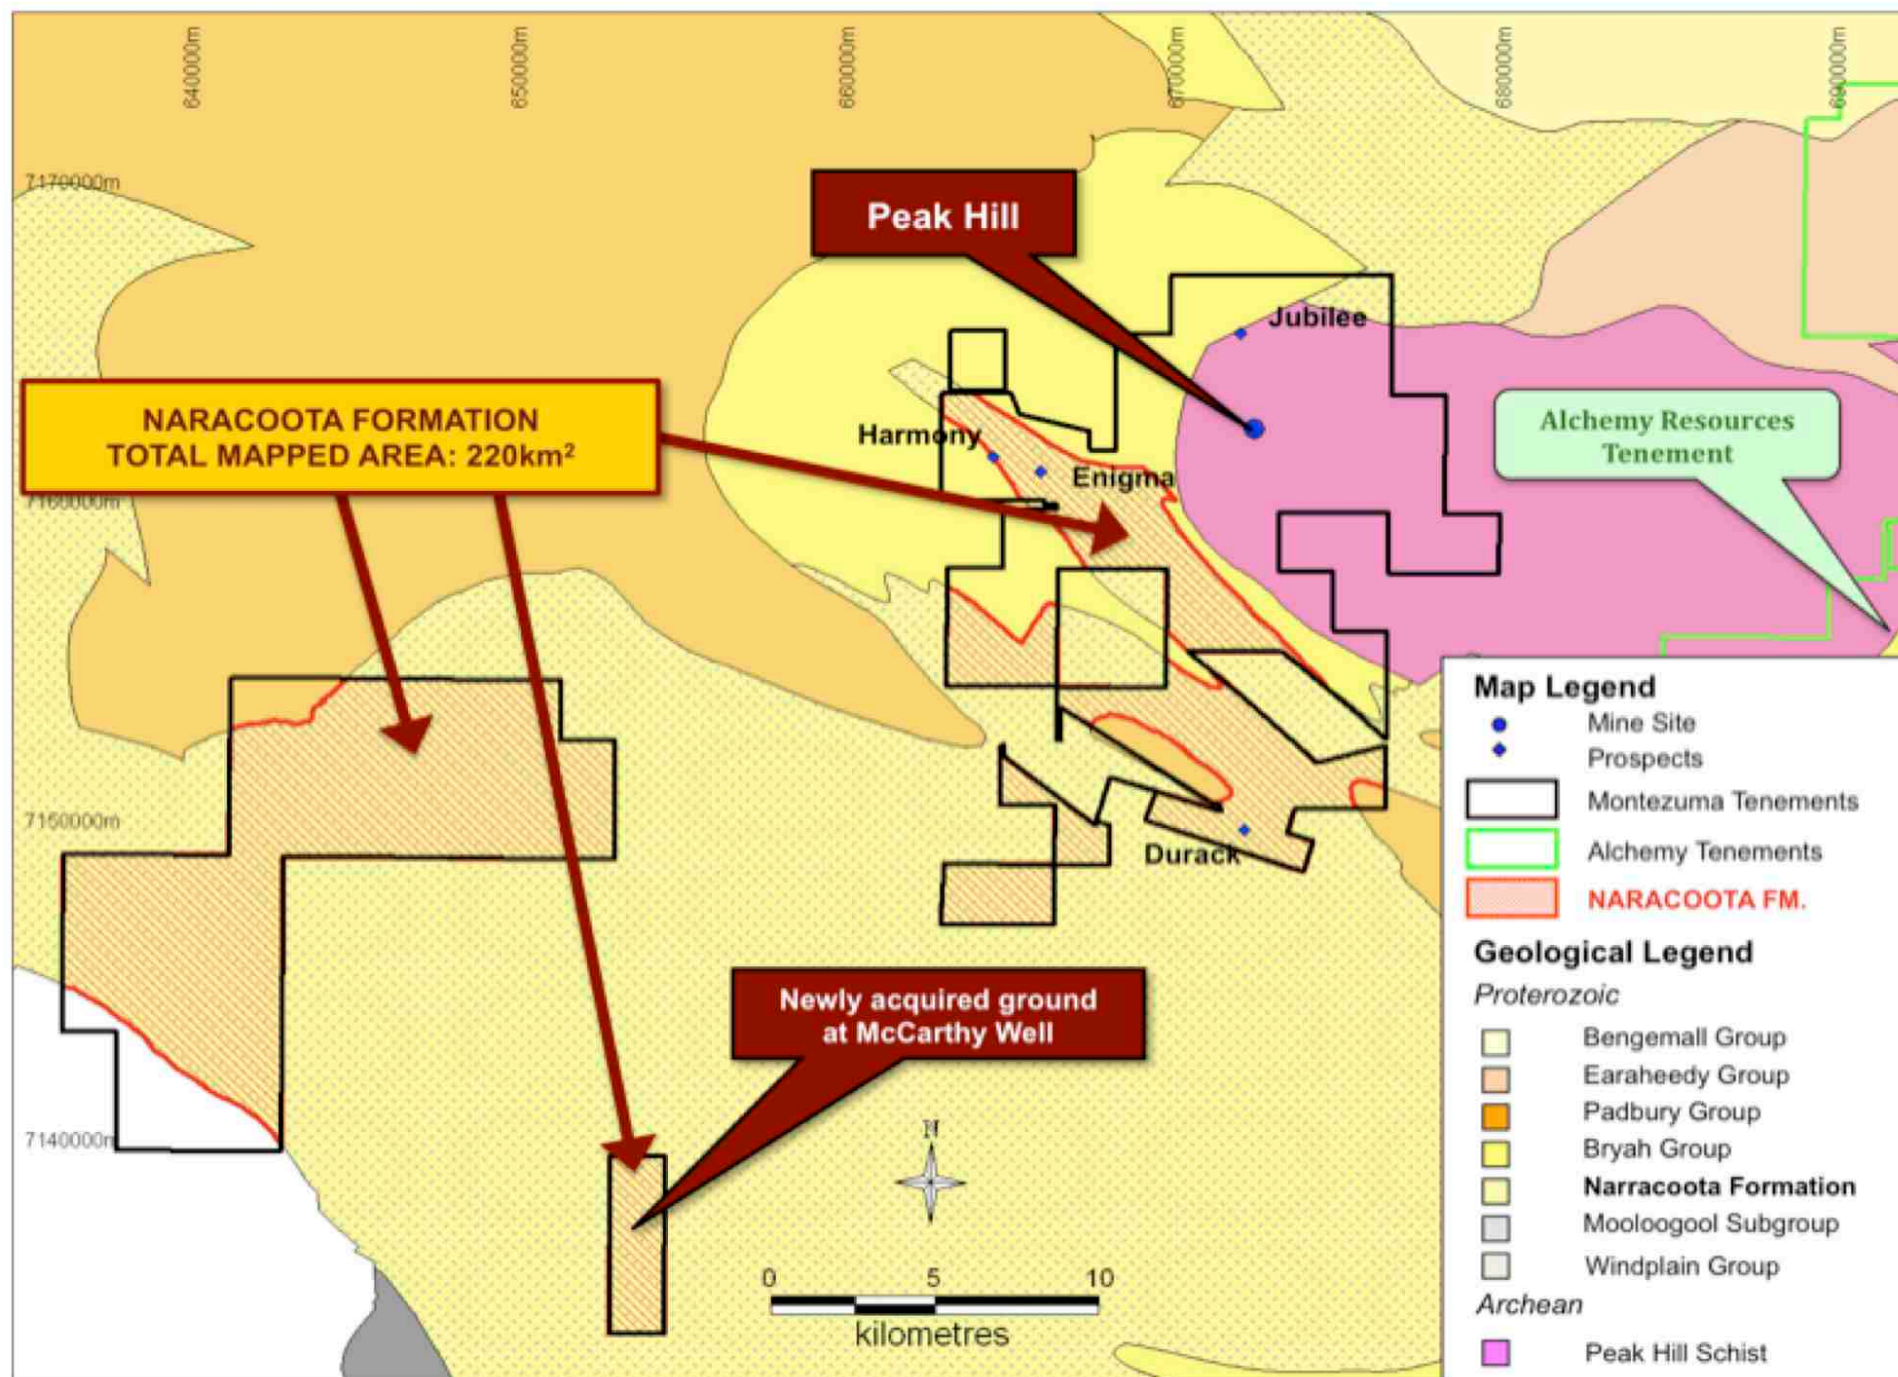 640000m
650000m
660000m
670000m
680000m
690000m
7170000m
Peak Hill
Jubilee
NARACOOTA FORMATION
TOTAL MAPPED AREA: 220km²
Harmony
Enigma
Alchemy Resources
Tenement
7160000m
7150000m
Durack
Newly acquired ground
at McCarthy Well
7140000m
N
0 5 10
kilometres
Map Legend
Mine Site
Prospects
Montezuma Tenements
Alchemy Tenements
NARACOOTA FM.
Geological Legend
Proterozoic
Bengemall Group
Earaheedy Group
Padbury Group
Bryah Group
Narracoota Formation
Mooloogool Subgroup
Windplain Group
Archean
Peak Hill Schist